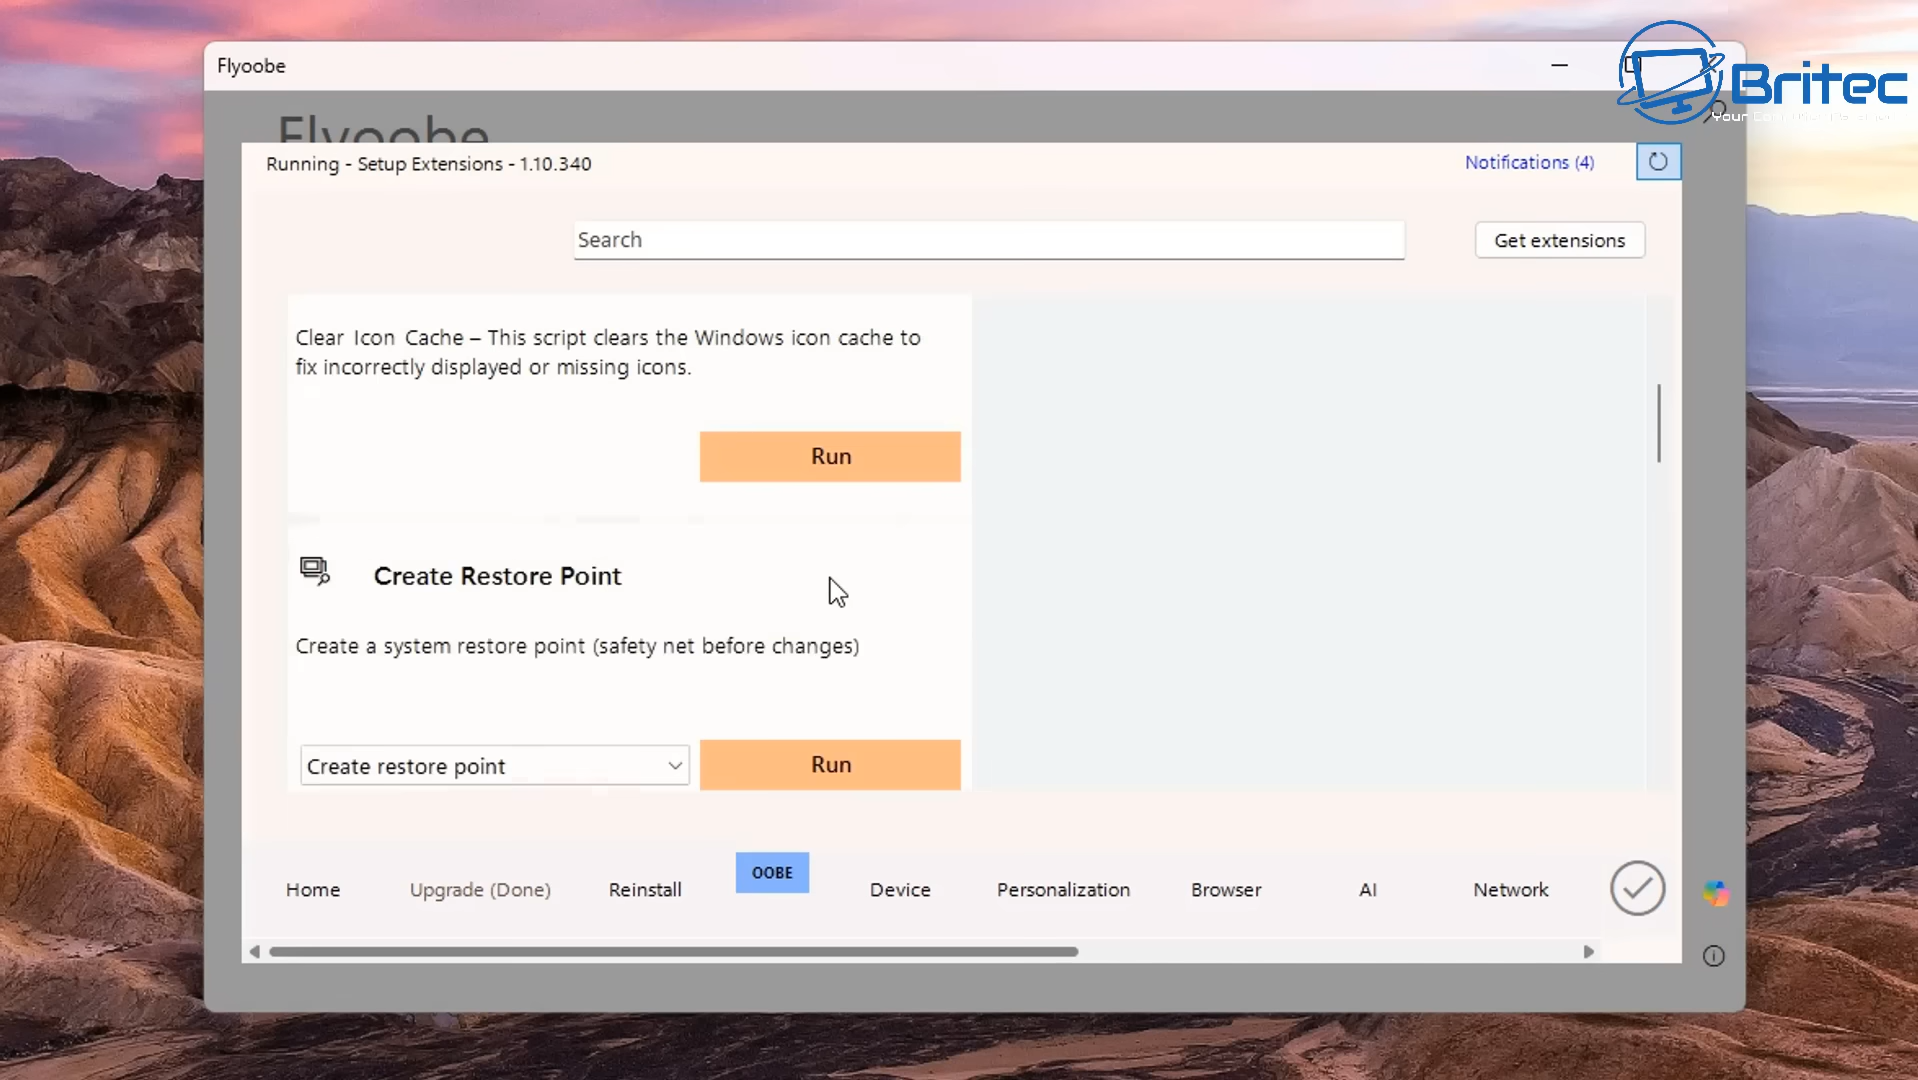 Flyoobe
Britec
Flyoobe
Running - Setup Extensions - 1.10.340
Notifications (4)
Search
Get extensions
Clear Icon Cache – This script clears the Windows icon cache to
fix incorrectly displayed or missing icons.
Run
Create Restore Point
Create a system restore point (safety net before changes)
Create restore point
Run
Home
Upgrade (Done)
Reinstall
OOBE
Device
Personalization
Browser
AI
Network